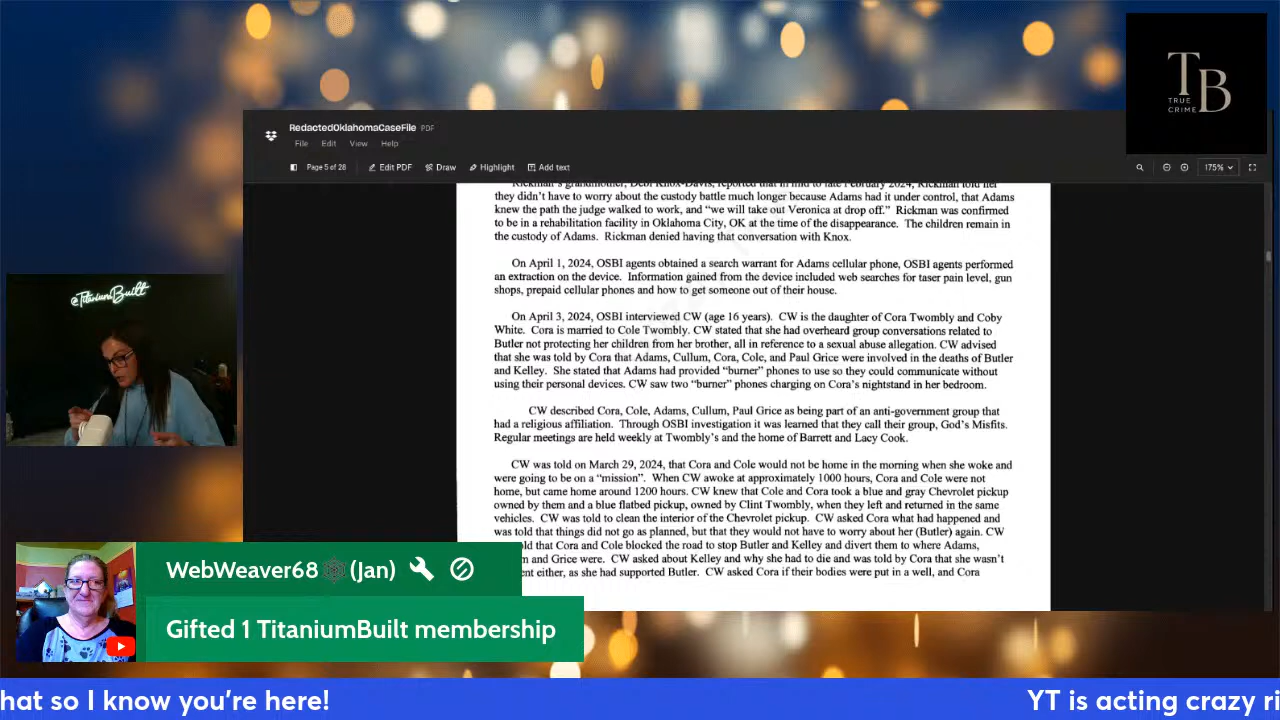 TB
TRUE
CRIME
RedactedOklahomaCaseFile PDF
File Edit View Help
Page 5 of 28 Edit PDF Draw Highlight Add text 175%
Rickman's grandmother, Debi Knox-Davis, reported that in mid to late February 2024, Rickman told her
they didn't have to worry about the custody battle much longer because Adams had it under control, that Adams
knew the path the judge walked to work, and "we will take out Veronica at drop off." Rickman was confirmed
to be in a rehabilitation facility in Oklahoma City, OK at the time of the disappearance. The children remain in
the custody of Adams. Rickman denied having that conversation with Knox.
On April 1, 2024, OSBI agents obtained a search warrant for Adams cellular phone, OSBI agents performed
an extraction on the device. Information gained from the device included web searches for taser pain level, gun
shops, prepaid cellular phones and how to get someone out of their house.
On April 3, 2024, OSBI interviewed CW (age 16 years). CW is the daughter of Cora Twombly and Coby
White. Cora is married to Cole Twombly. CW stated that she had overheard group conversations related to
Butler not protecting her children from her brother, all in reference to a sexual abuse allegation. CW advised
that she was told by Cora that Adams, Cullum, Cora, Cole, and Paul Grice were involved in the deaths of Butler
and Kelley. She stated that Adams had provided "burner" phones to use so they could communicate without
using their personal devices. CW saw two "burner" phones charging on Cora's nightstand in her bedroom.
CW described Cora, Cole, Adams, Cullum, Paul Grice as being part of an anti-government group that
had a religious affiliation. Through OSBI investigation it was learned that they call their group, God's Misfits.
Regular meetings are held weekly at Twombly's and the home of Barrett and Lacy Cook.
CW was told on March 29, 2024, that Cora and Cole would not be home in the morning when she woke and
were going to be on a "mission". When CW awoke at approximately 1000 hours, Cora and Cole were not
home, but came home around 1200 hours. CW knew that Cole and Cora took a blue and gray Chevrolet pickup
owned by them and a blue flatbed pickup, owned by Clint Twombly, when they left and returned in the same
vehicles. CW was told to clean the interior of the Chevrolet pickup. CW asked Cora what had happened and
was told that things did not go as planned, but that they would not have to worry about her (Butler) again. CW
old that Cora and Cole blocked the road to stop Butler and Kelley and divert them to where Adams,
and Grice were. CW asked about Kelley and why she had to die and was told by Cora that she wasn't
ent either, as she had supported Butler. CW asked Cora if their bodies were put in a well, and Cora
@TitaniumBuilt
WebWeaver68 (Jan)
Gifted 1 TitaniumBuilt membership
hat so I know you're here! YT is acting crazy ri